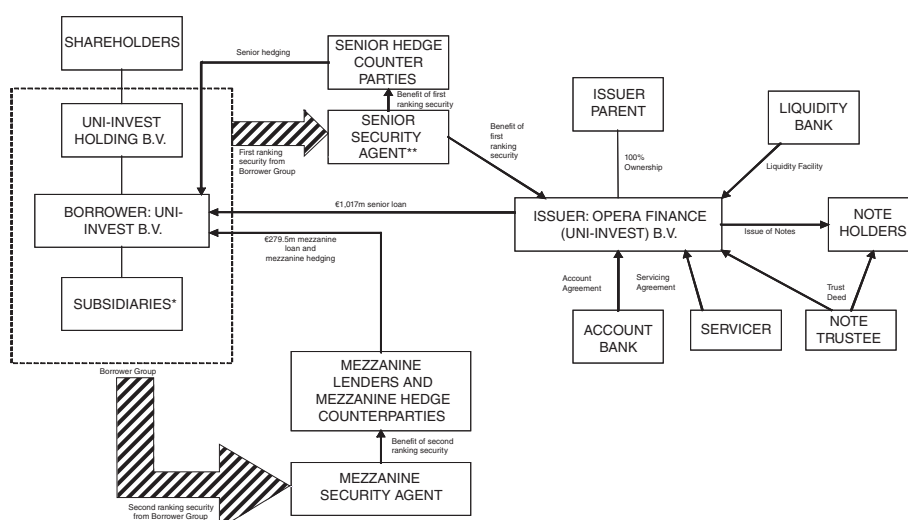 SHAREHOLDERS
UNI-INVEST
HOLDING B.V.
BORROWER: UNI-
INVEST B.V.
SUBSIDIARIES*
Borrower Group
Senior hedging
SENIOR HEDGE
COUNTER
PARTIES
Benefit of first
ranking security
SENIOR
SECURITY
AGENT**
First ranking
security from
Borrower Group
Benefit of
first
ranking
security
€1,017m senior loan
€279.5m mezzanine
loan and
mezzanine hedging
ISSUER
PARENT
100%
Ownership
LIQUIDITY
BANK
Liquidity Facility
ISSUER: OPERA FINANCE
(UNI-INVEST) B.V.
Issue of Notes
NOTE
HOLDERS
Account
Agreement
Servicing
Agreement
Trust
Deed
ACCOUNT
BANK
SERVICER
NOTE
TRUSTEE
MEZZANINE
LENDERS AND
MEZZANINE HEDGE
COUNTERPARTIES
Benefit of second
ranking security
MEZZANINE
SECURITY AGENT
Second ranking security
from Borrower Group